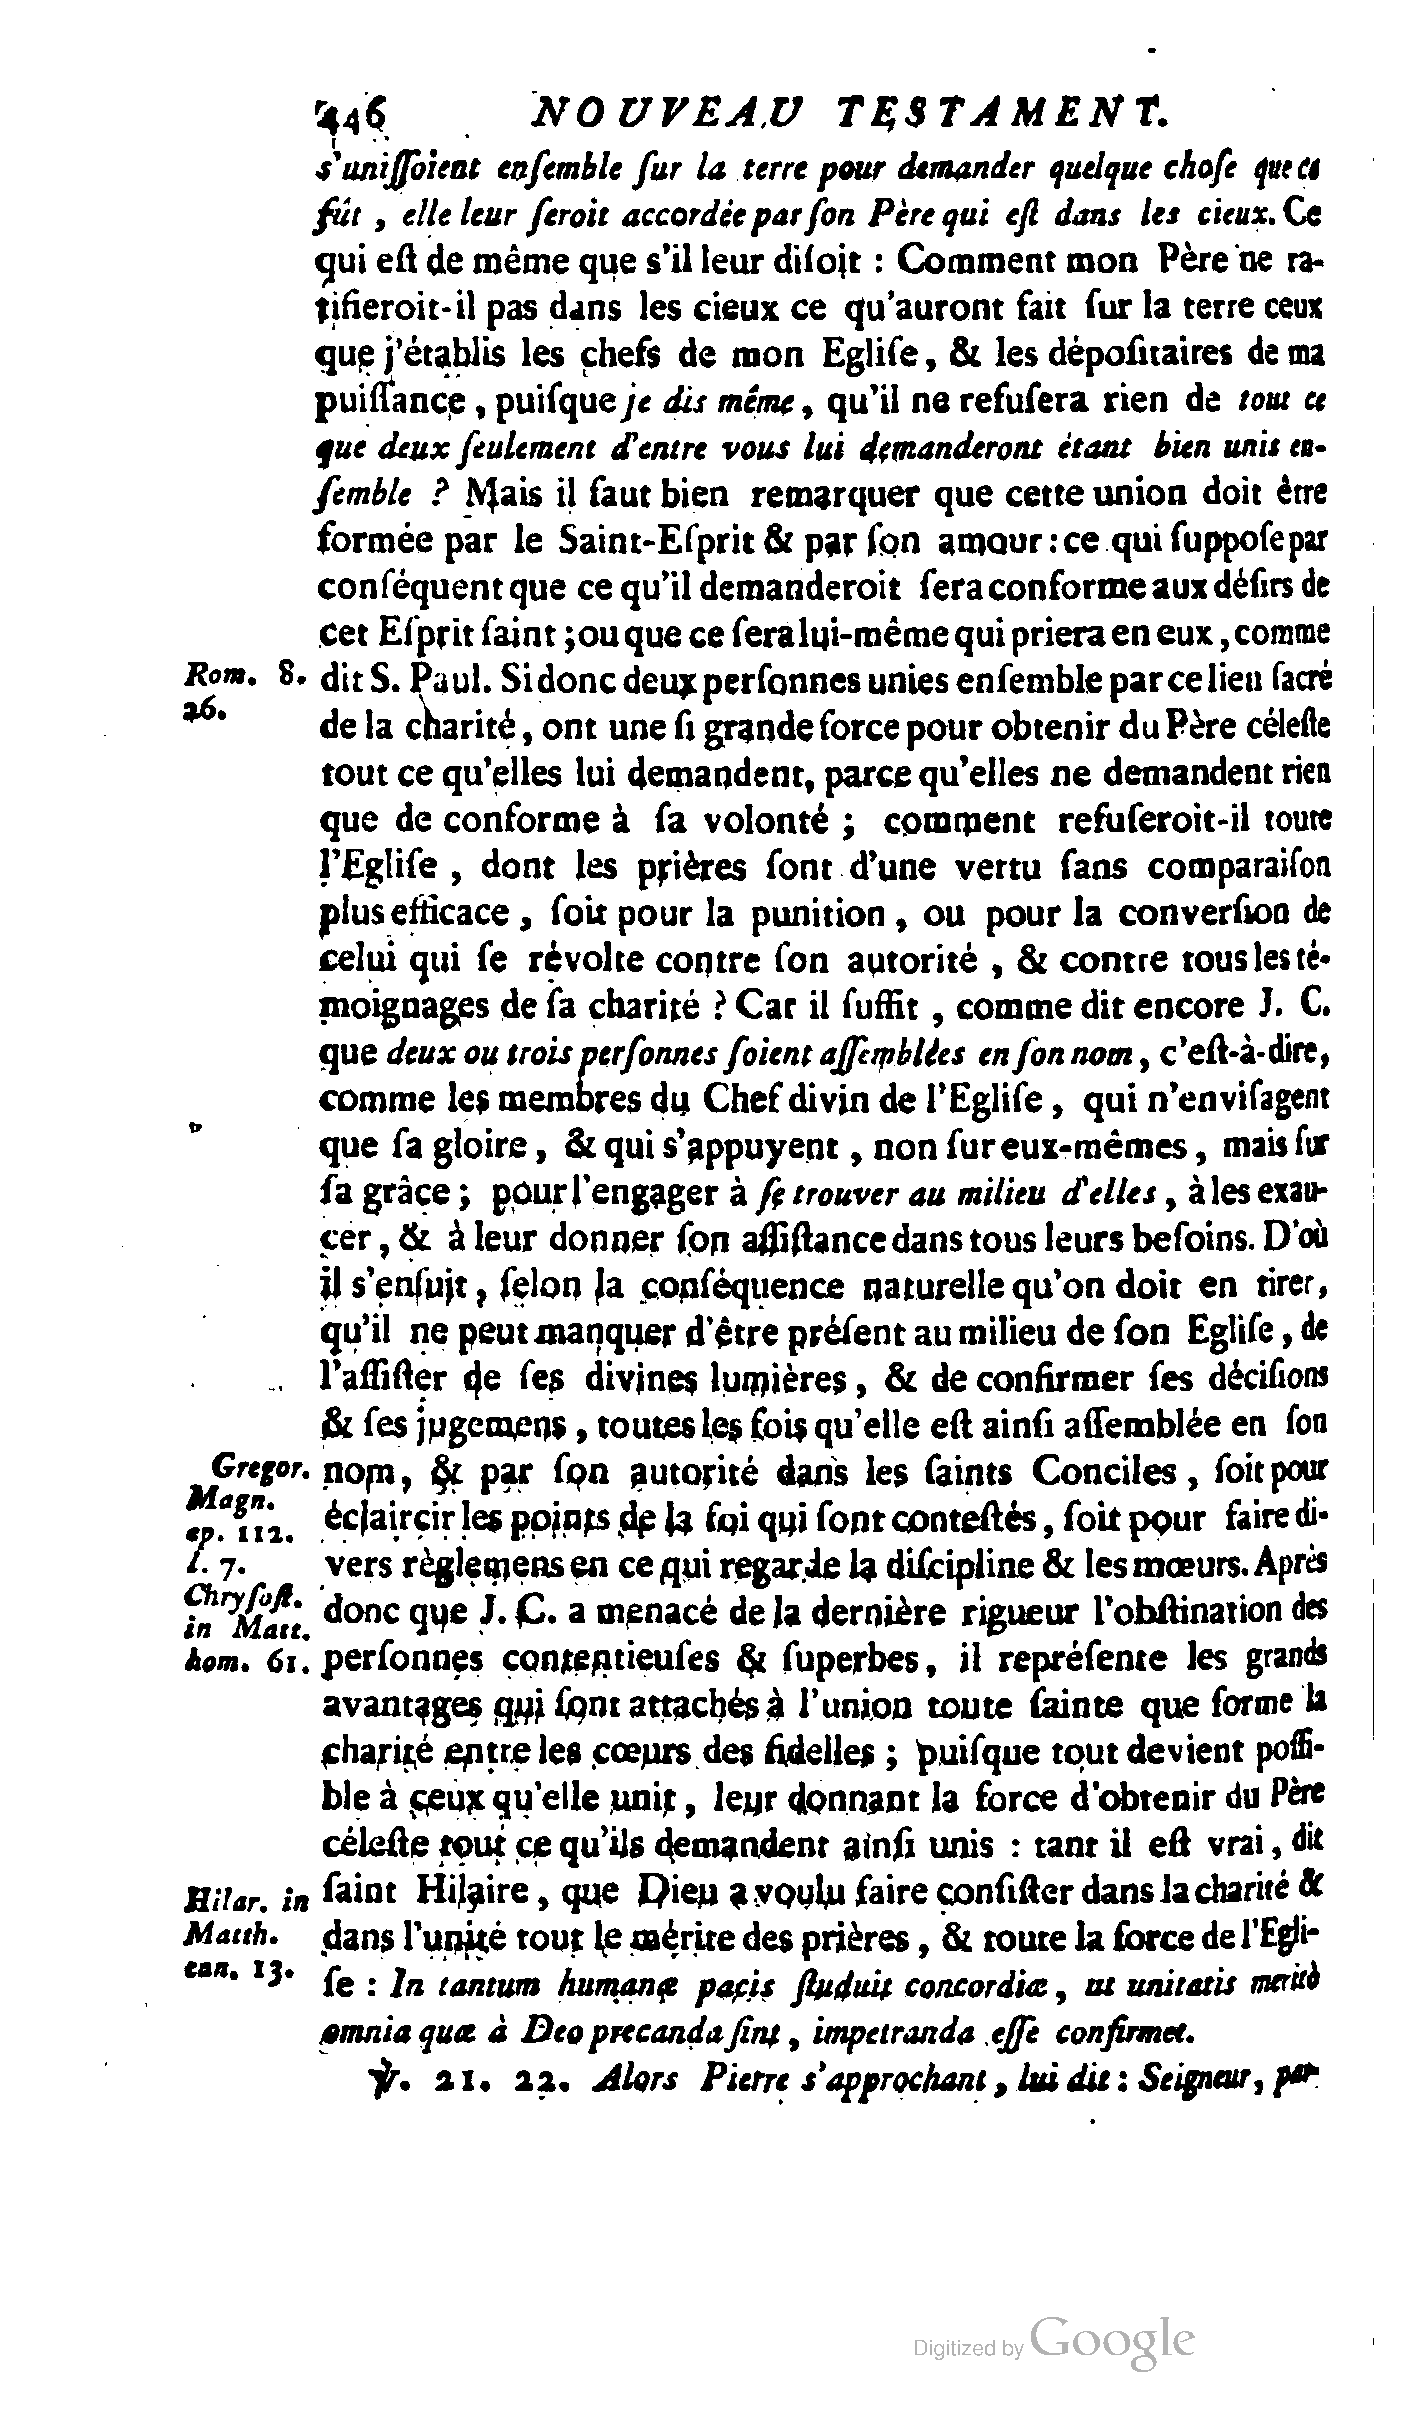 446 NOUVEAU TESTAMENT.
s'uniſſoient enſemble ſur la terre pour demander quelque choſe que ce
fût , elle leur ſeroit accordée par ſon Père qui eſt dans les cieux. Ce
qui eſt de même que s'il leur diſoit : Comment mon Père ne ra-
tifieroit-il pas dans les cieux ce qu'auront fait ſur la terre ceux
que j'établis les chefs de mon Egliſe, & les dépoſitaires de ma
puiſſance , puiſque je dis même, qu'il ne refuſera rien de tout ce
que deux ſeulement d'entre vous lui demanderont étant bien unis en-
ſemble ? Mais il faut bien remarquer que cette union doit être
formée par le Saint-Eſprit & par ſon amour : ce qui ſuppoſe par
conſéquent que ce qu'il demanderoit ſera conforme aux déſirs de
cet Eſprit ſaint ; ou que ce ſera lui-même qui priera en eux , comme
Rom. 8. dit S. Paul. Si donc deux perſonnes unies enſemble par ce lien ſacré
26. de la charité, ont une ſi grande force pour obtenir du Père céleſte
tout ce qu'elles lui demandent, parce qu'elles ne demandent rien
que de conforme à ſa volonté ; comment refuſeroit-il toute
l'Egliſe , dont les prières ſont d'une vertu ſans comparaiſon
plus efficace , ſoit pour la punition , ou pour la converſion de
celui qui ſe révolte contre ſon autorité , & contre tous les té-
moignages de ſa charité ? Car il ſuffit , comme dit encore J. C.
que deux ou trois perſonnes ſoient aſſemblées en ſon nom, c'eſt-à-dire,
comme les membres du Chef divin de l'Egliſe , qui n'enviſagent
que ſa gloire, & qui s'appuyent , non ſur eux-mêmes, mais ſur
ſa grâce ; pour l'engager à ſe trouver au milieu d'elles, à les exau-
cer, & à leur donner ſon aſſiſtance dans tous leurs beſoins. D'où
il s'enſuit , ſelon la conſéquence naturelle qu'on doit en tirer,
qu'il ne peut manquer d'être préſent au milieu de ſon Egliſe, de
l'aſſiſter de ſes divines lumières, & de confirmer ſes déciſions
& ſes jugemens, toutes les fois qu'elle eſt ainſi aſſemblée en ſon
Gregor. nom, & par ſon autorité dans les ſaints Conciles , ſoit pour
Magn.
ep. 112. éclaircir les points de la foi qui ſont conteſtés, ſoit pour faire di-
l. 7. vers règlemens en ce qui regarde la diſcipline & les mœurs. Après
Chryſoſt.
in Matt. donc que J. C. a menacé de la dernière rigueur l'obſtination des
hom. 61. perſonnes contentieuſes & ſuperbes, il repréſente les grands
avantages qui ſont attachés à l'union toute ſainte que forme la
charité entre les cœurs des fidelles ; puiſque tout devient poſſi-
ble à ceux qu'elle unit, leur donnant la force d'obtenir du Père
céleſte tout ce qu'ils demandent ainſi unis : tant il eſt vrai, dit
Hilar. in ſaint Hilaire, que Dieu a voulu faire conſiſter dans la charité &
Matth. dans l'unité tout le mérite des prières , & toute la force de l'Egli-
can. 13. ſe : In tantum humanæ pacis ſtuduit concordiæ, ut unitatis meritò
omnia quæ à Deo precanda ſint, impetranda eſſe confirmet.
℣. 21. 22. Alors Pierre s'approchant, lui dit : Seigneur, par-
Digitized by Google